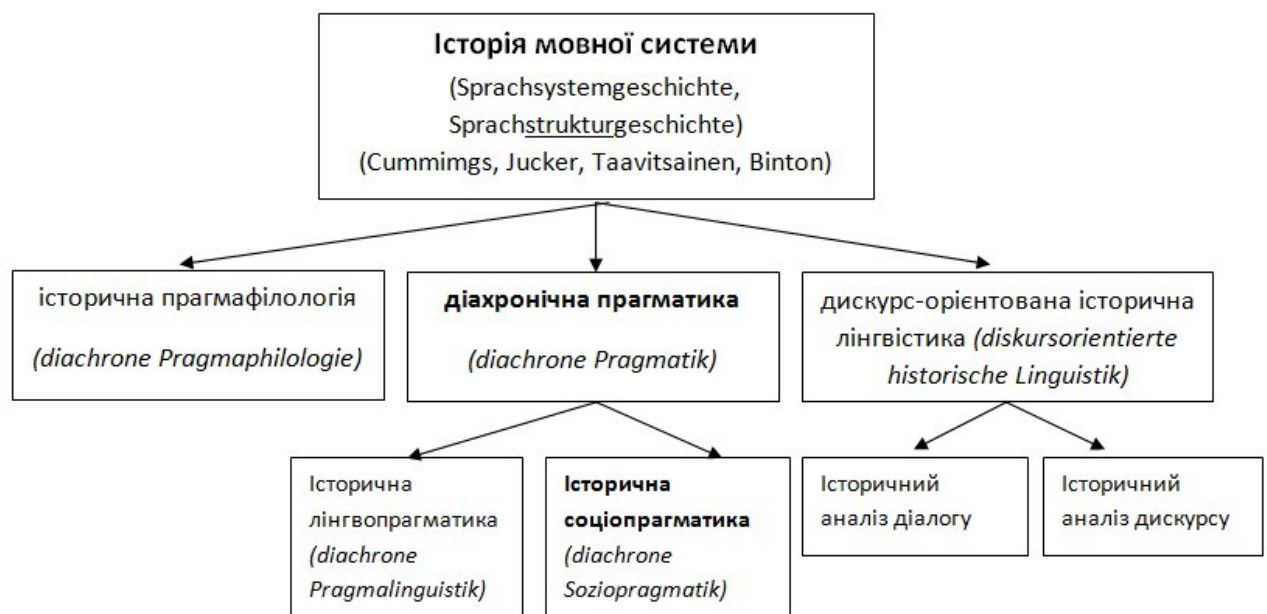 Історія мовної системи
(Sprachsystemgeschichte,
Sprachstrukturgeschichte)
(Cummimgs, Jucker, Taavitsainen, Binton)
історична прагмафілологія
(diachrone Pragmaphilologie)
діахронічна прагматика
(diachrone Pragmatik)
дискурс-орієнтована історична
лінгвістика (diskursorientierte
historische Linguistik)
Історична
лінгвопрагматика
(diachrone
Pragmalinguistik)
Історична
соціопрагматика
(diachrone
Soziopragmatik)
Історичний
аналіз діалогу
Історичний
аналіз дискурсу